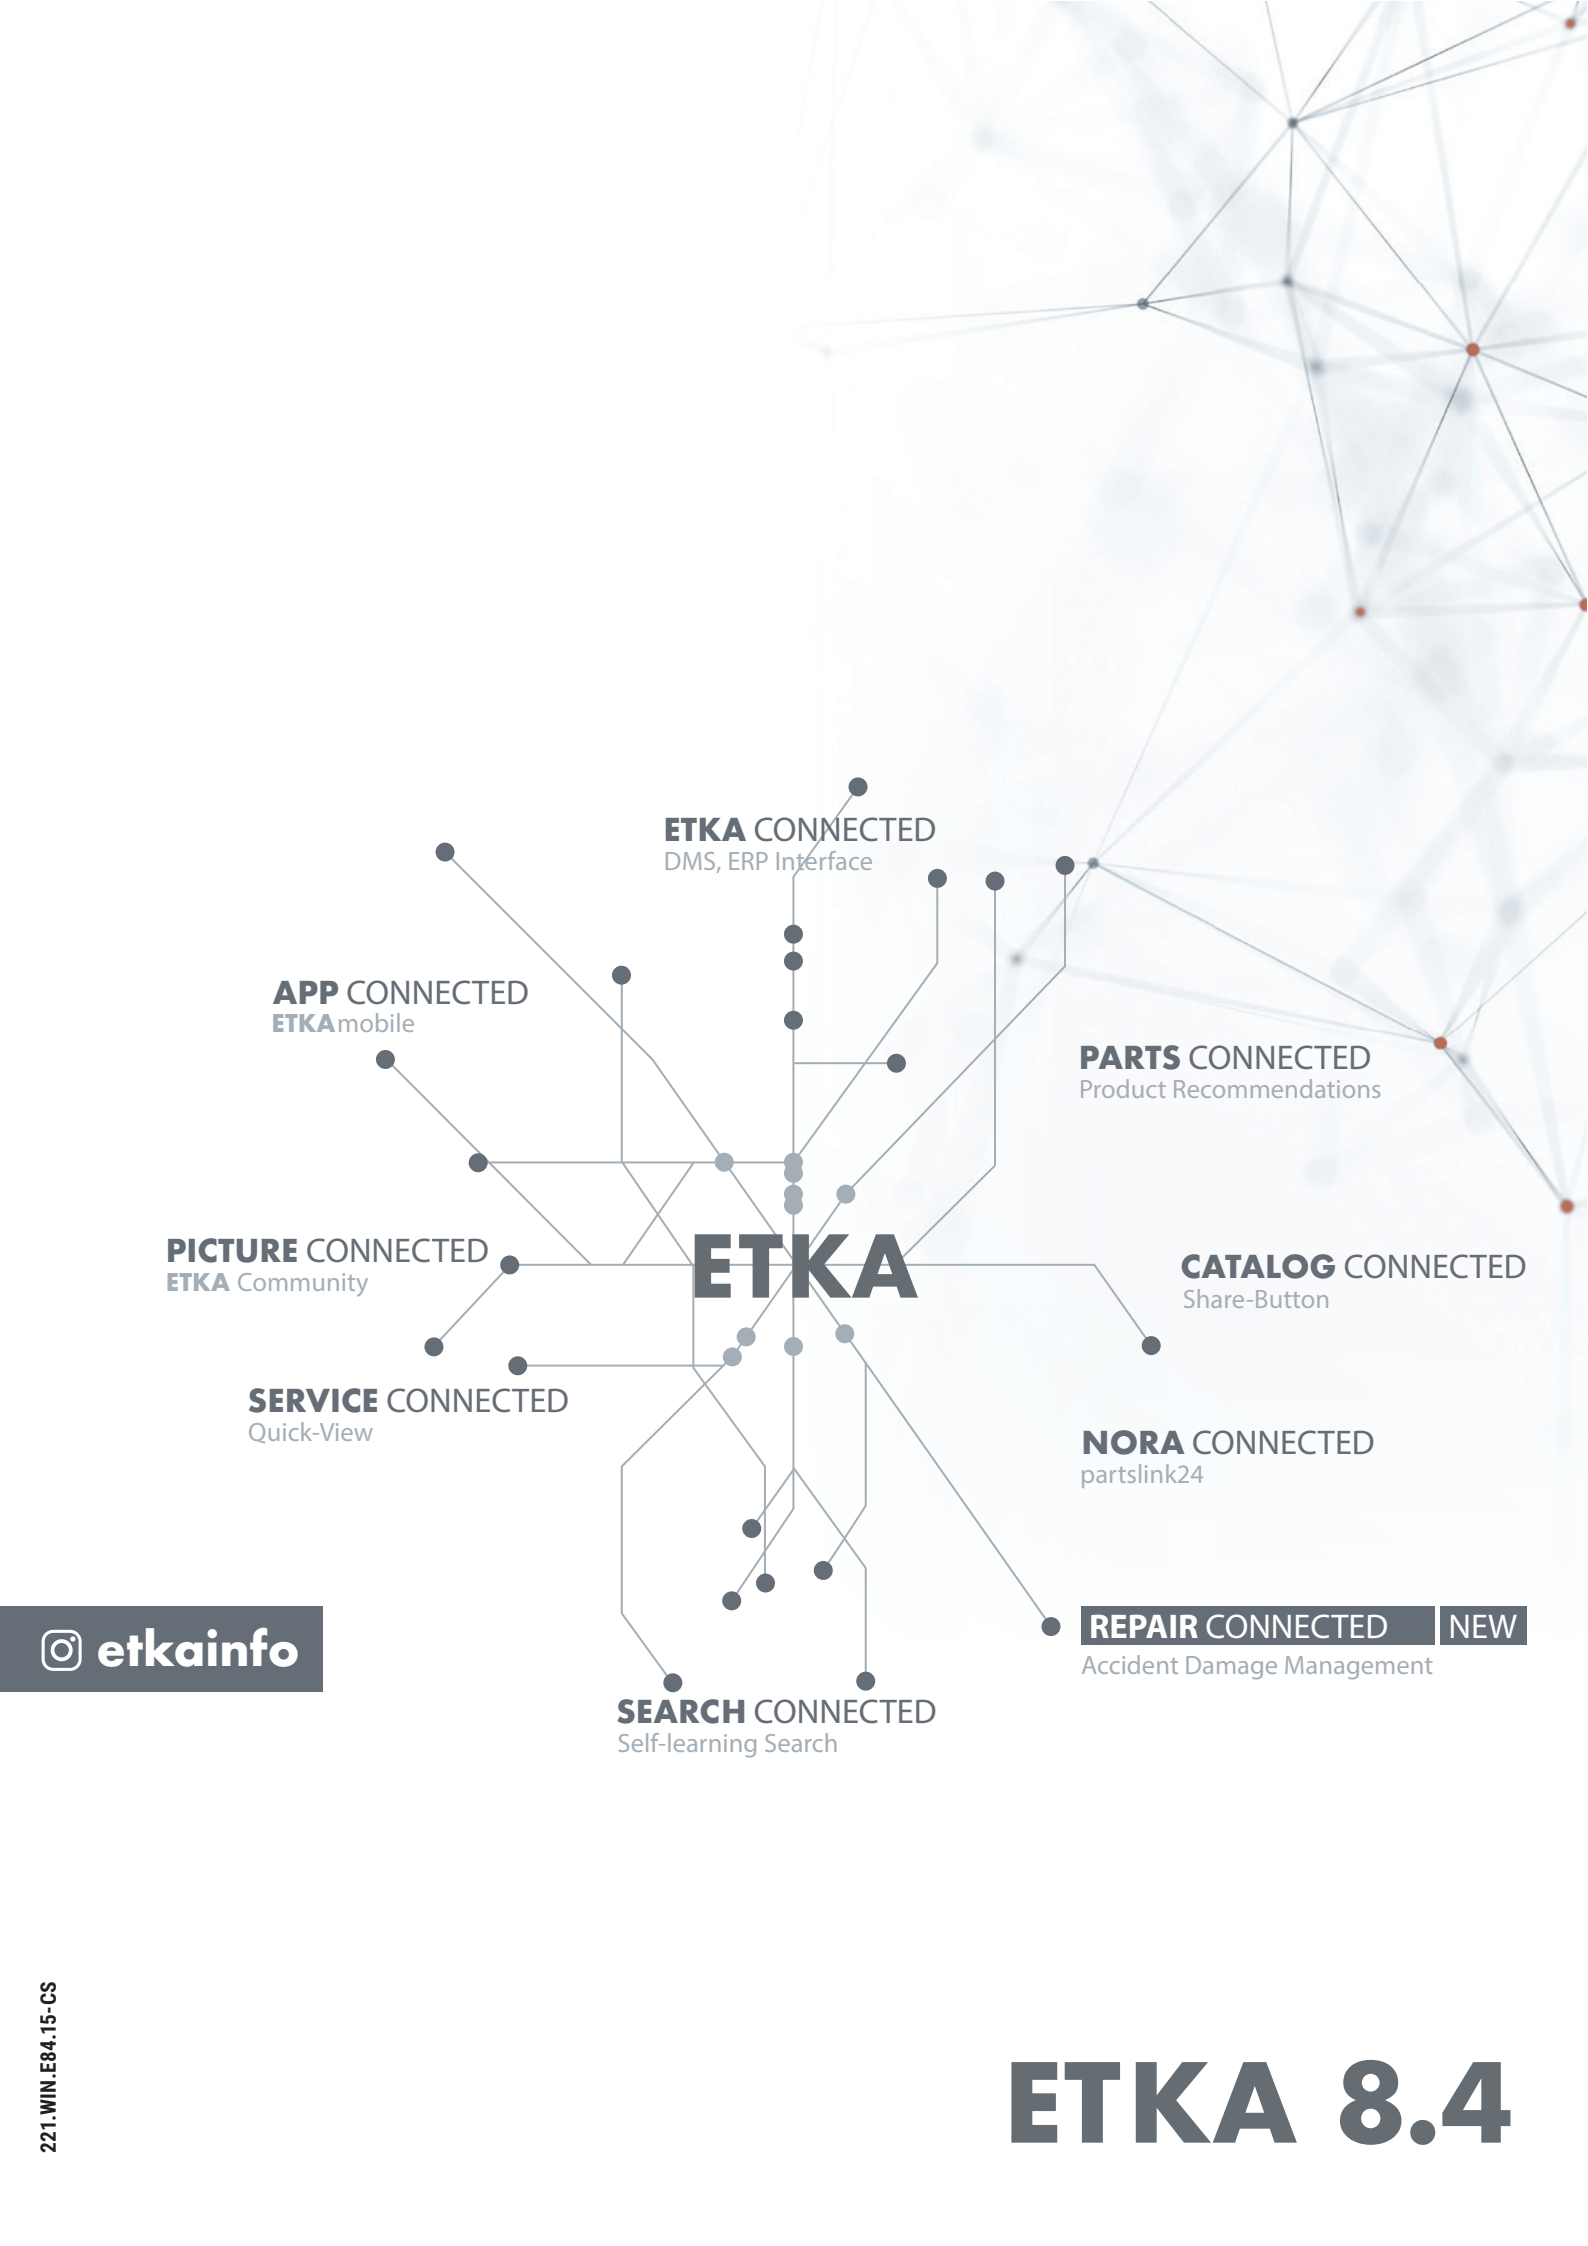 ETKA CONNECTED
DMS, ERP Interface
APP CONNECTED
ETKAmobile
PARTS CONNECTED
Product Recommendations
PICTURE CONNECTED
ETKA Community
ETKA
CATALOG CONNECTED
Share-Button
SERVICE CONNECTED
Quick-View
NORA CONNECTED
partslink24
etkainfo
REPAIR CONNECTED NEW
Accident Damage Management
SEARCH CONNECTED
Self-learning Search
221.WIN.E84.15-CS
ETKA 8.4